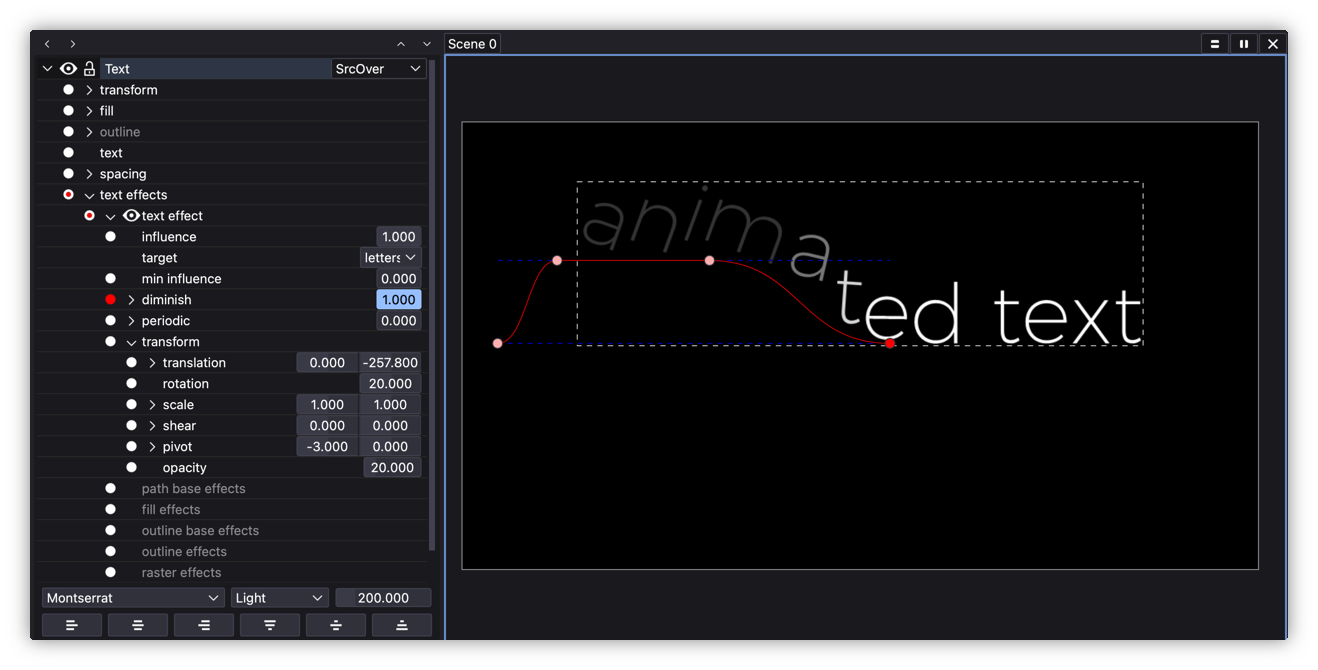 Scene 0
Text SrcOver
transform
fill
outline
text
spacing
text effects
text effect
influence 1.000
target letters
min influence 0.000
diminish 1.000
periodic 0.000
transform
translation 0.000 -257.800
rotation 20.000
scale 1.000 1.000
shear 0.000 0.000
pivot -3.000 0.000
opacity 20.000
path base effects
fill effects
outline base effects
outline effects
raster effects
Montserrat Light 200.000
animated text